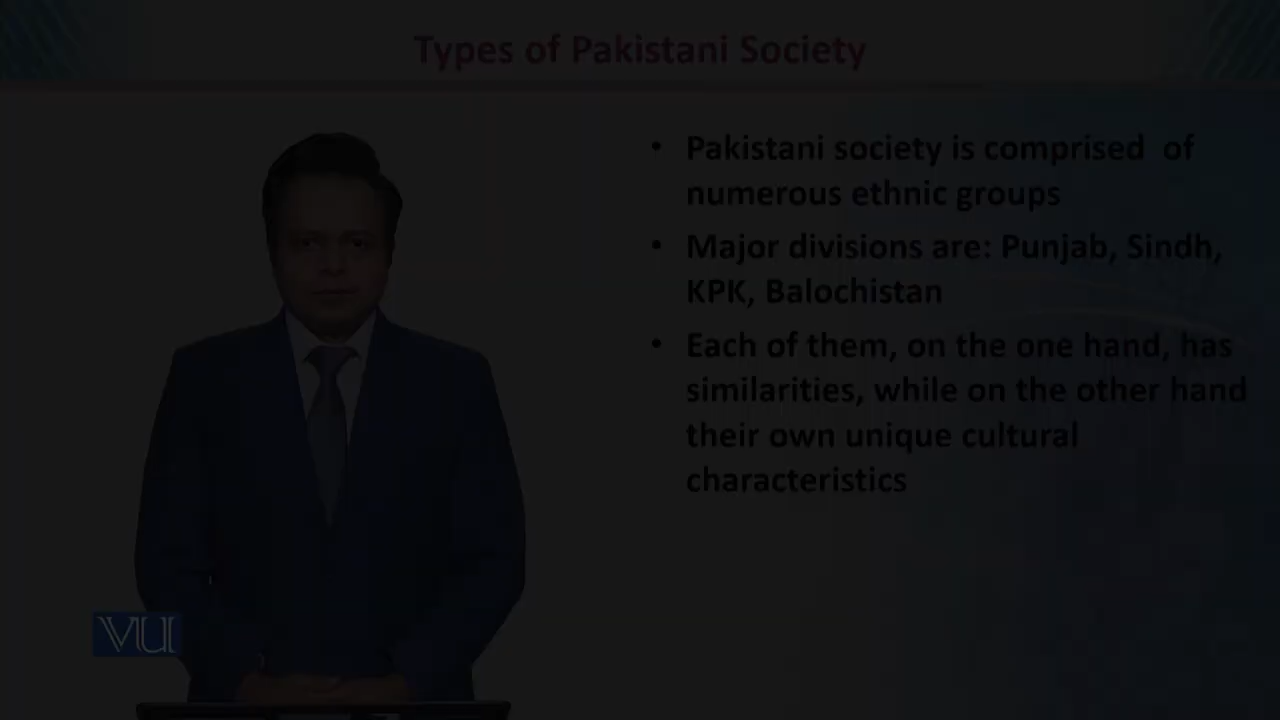 Types of Pakistani Society
• Pakistani society is comprised of
numerous ethnic groups
• Major divisions are: Punjab, Sindh,
KPK, Balochistan
• Each of them, on the one hand, has
similarities, while on the other hand
their own unique cultural
characteristics
VU